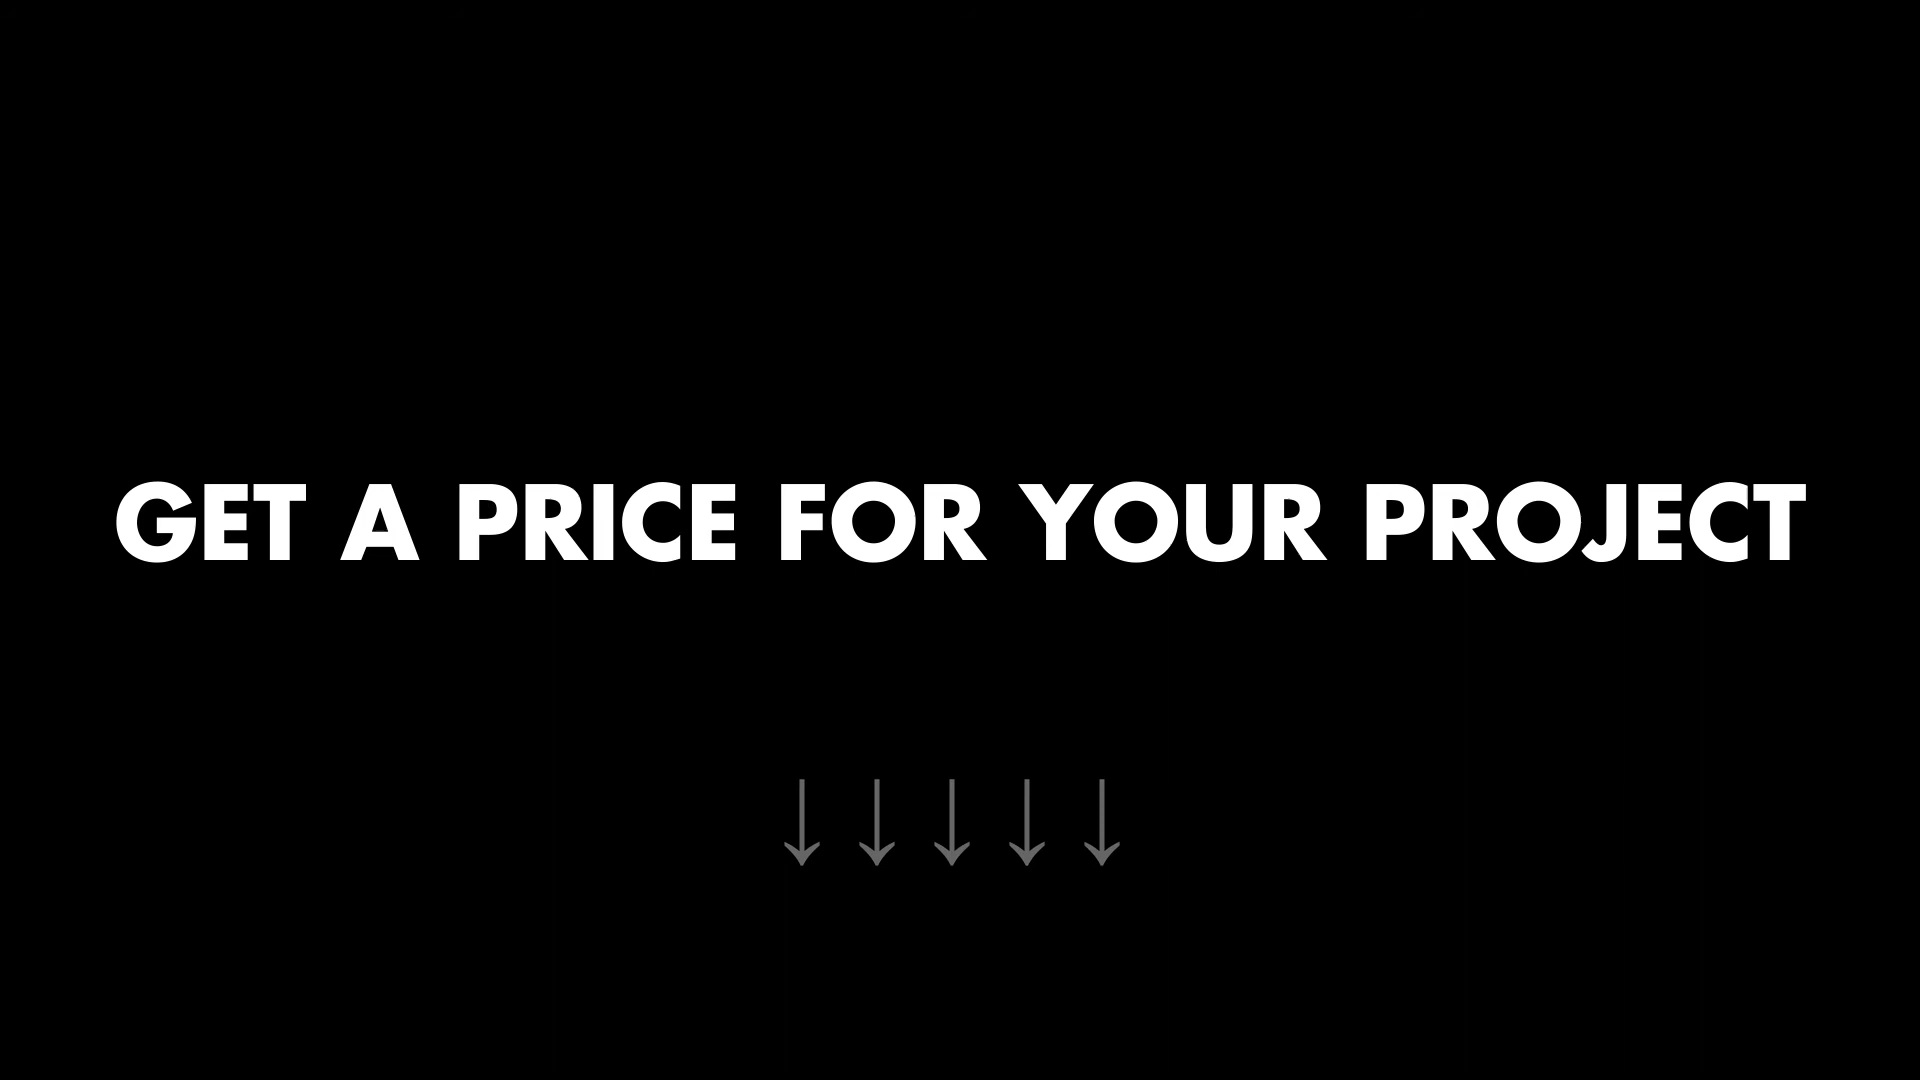 GET A PRICE FOR YOUR PROJECT
↓ ↓ ↓ ↓ ↓